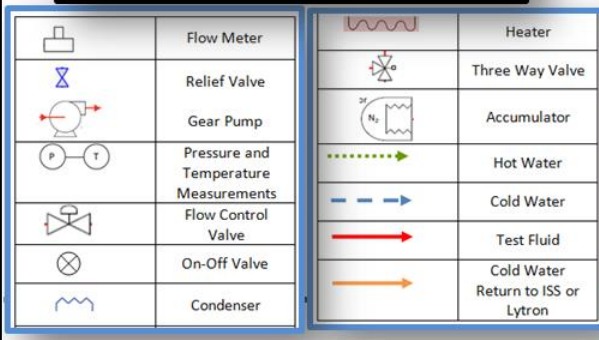 Flow Meter
Relief Valve
Gear Pump
P T
Pressure and
Temperature
Measurements
Flow Control
Valve
On-Off Valve
Condenser
Heater
Three Way Valve
N₂
Accumulator
Hot Water
Cold Water
Test Fluid
Cold Water
Return to ISS or
Lytron